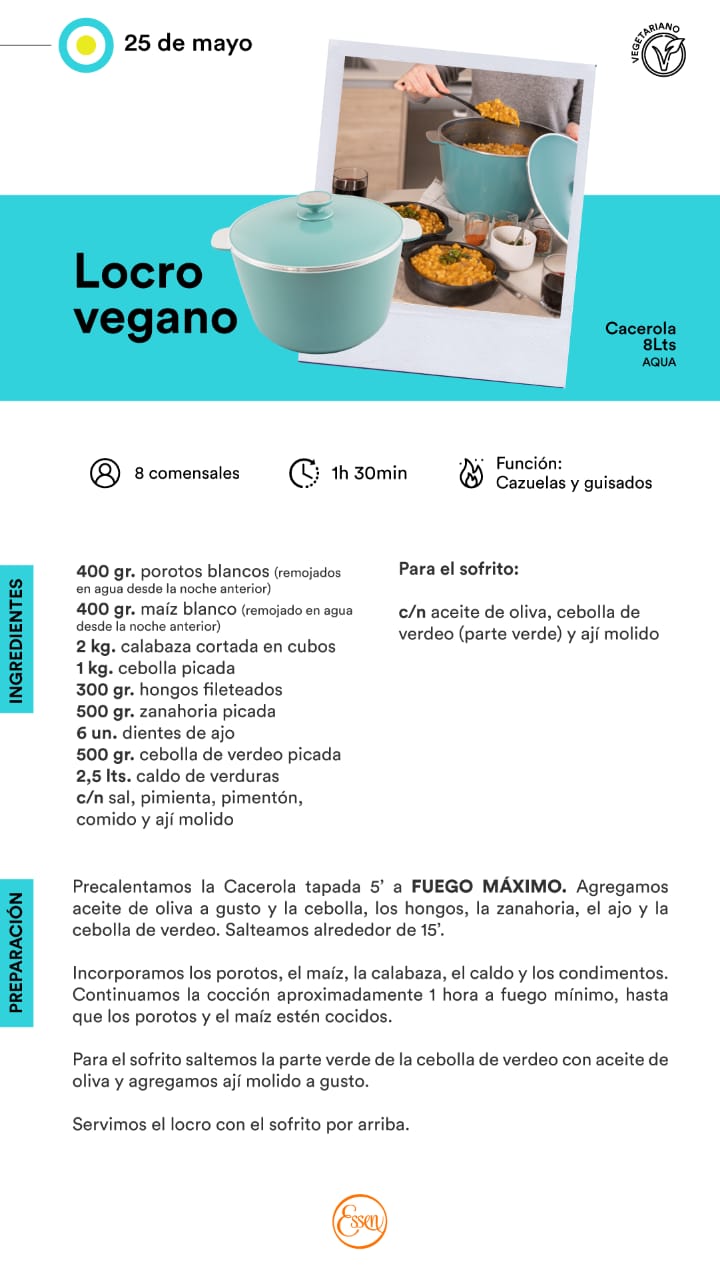 25 de mayo
VEGETARIANO
Locro
vegano
Cacerola
8Lts
AQUA
8 comensales
1h 30min
Función:
Cazuelas y guisados
INGREDIENTES
400 gr. porotos blancos (remojados
en agua desde la noche anterior)
400 gr. maíz blanco (remojado en agua
desde la noche anterior)
2 kg. calabaza cortada en cubos
1 kg. cebolla picada
300 gr. hongos fileteados
500 gr. zanahoria picada
6 un. dientes de ajo
500 gr. cebolla de verdeo picada
2,5 lts. caldo de verduras
c/n sal, pimienta, pimentón,
comido y ají molido
Para el sofrito:
c/n aceite de oliva, cebolla de
verdeo (parte verde) y ají molido
PREPARACIÓN
Precalentamos la Cacerola tapada 5’ a FUEGO MÁXIMO. Agregamos
aceite de oliva a gusto y la cebolla, los hongos, la zanahoria, el ajo y la
cebolla de verdeo. Salteamos alrededor de 15’.
Incorporamos los porotos, el maíz, la calabaza, el caldo y los condimentos.
Continuamos la cocción aproximadamente 1 hora a fuego mínimo, hasta
que los porotos y el maíz estén cocidos.
Para el sofrito saltemos la parte verde de la cebolla de verdeo con aceite de
oliva y agregamos ají molido a gusto.
Servimos el locro con el sofrito por arriba.
Essen